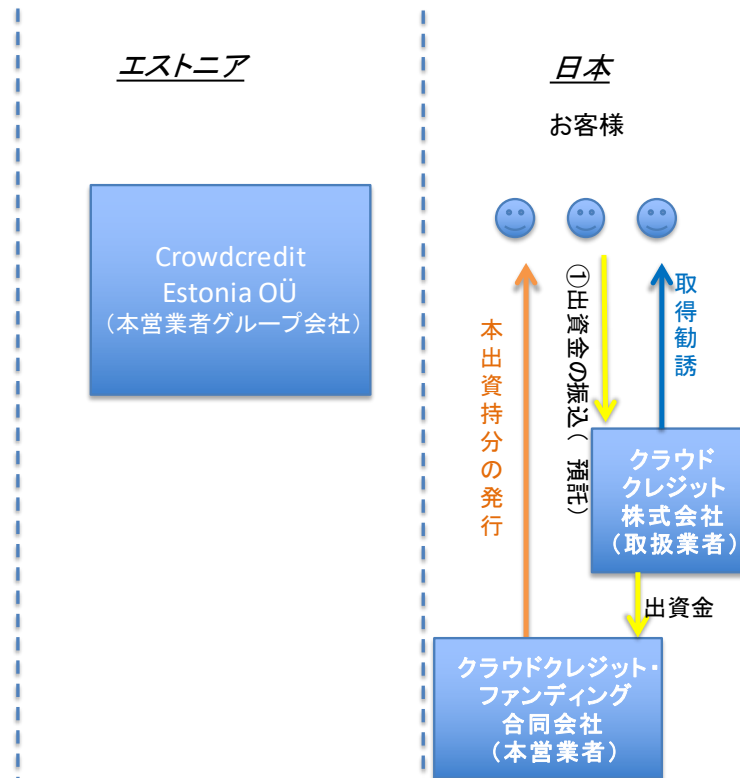 エストニア
日本
お客様
Crowdcredit
Estonia OÜ
（本営業者グループ会社）
本出資持分の発行
①出資金の振込（ 預託）
取得勧誘
クラウド
クレジット
株式会社
（取扱業者）
出資金
クラウドクレジット・
ファンディング
合同会社
（本営業者）